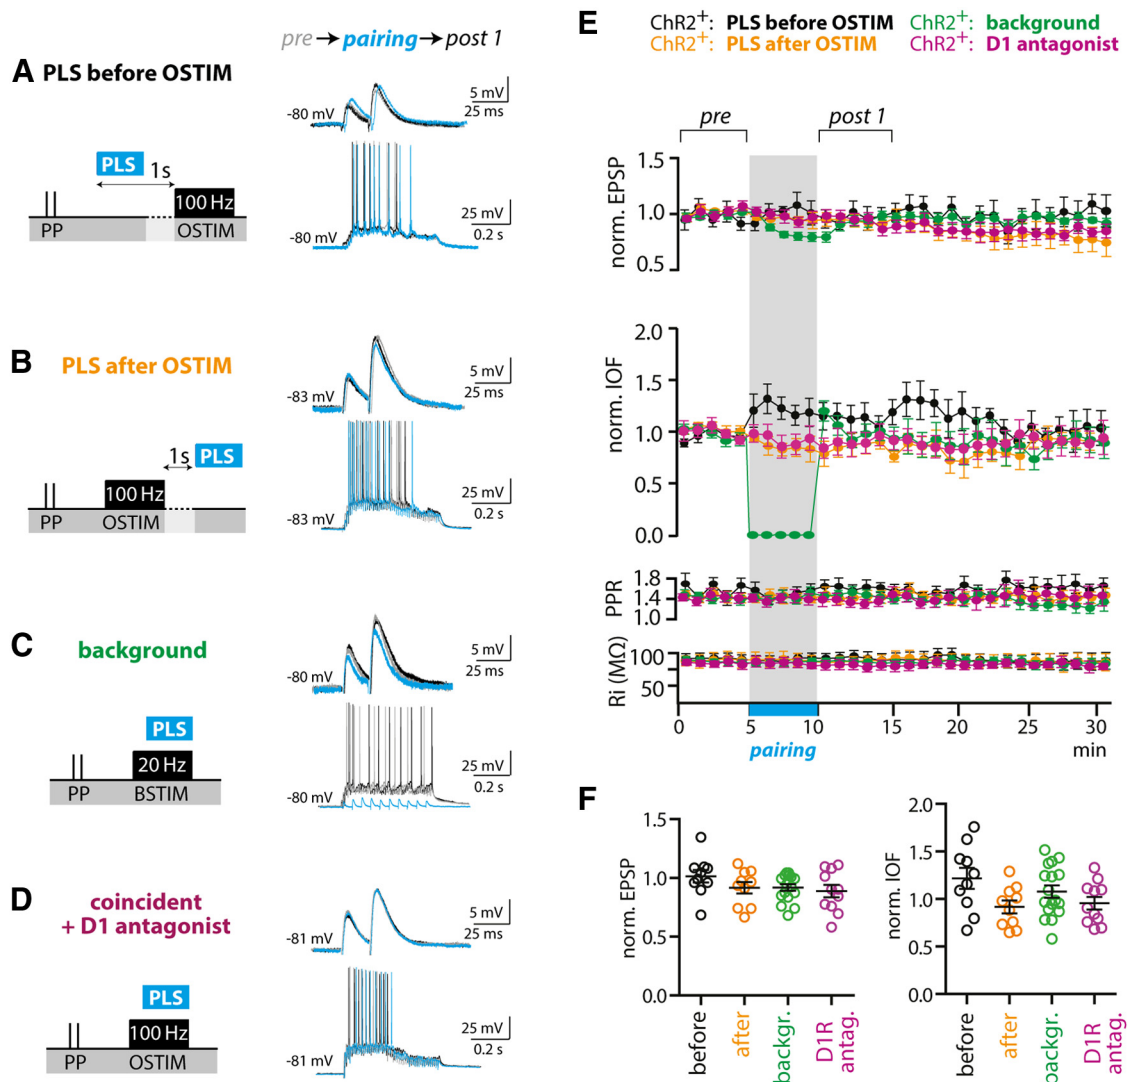 pre → pairing → post 1
A PLS before OSTIM
5 mV
25 ms
-80 mV
PLS
1s
100 Hz
PP
OSTIM
25 mV
0.2 s
-80 mV
B PLS after OSTIM
5 mV
25 ms
-83 mV
1s PLS
100 Hz
PP
OSTIM
25 mV
0.2 s
-83 mV
C background
5 mV
25 ms
-80 mV
PLS
20 Hz
PP
BSTIM
25 mV
0.2 s
-80 mV
D coincident
+ D1 antagonist
5 mV
25 ms
-81 mV
PLS
100 Hz
PP
OSTIM
25 mV
0.2 s
-81 mV
E
ChR2+: PLS before OSTIM
ChR2+: background
ChR2+: PLS after OSTIM
ChR2+: D1 antagonist
pre
post 1
norm. EPSP
1.5
1.0
0.5
norm. IOF
2.0
1.5
1.0
0.5
0.0
PPR
1.8
1.4
1.0
Ri (MΩ)
100
50
0 5 10 15 20 25 30
pairing
min
F
norm. EPSP
1.5
1.0
0.5
0.0
before
after
backgr.
D1R
antag.
norm. IOF
2.0
1.5
1.0
0.5
0.0
before
after
backgr.
D1R
antag.